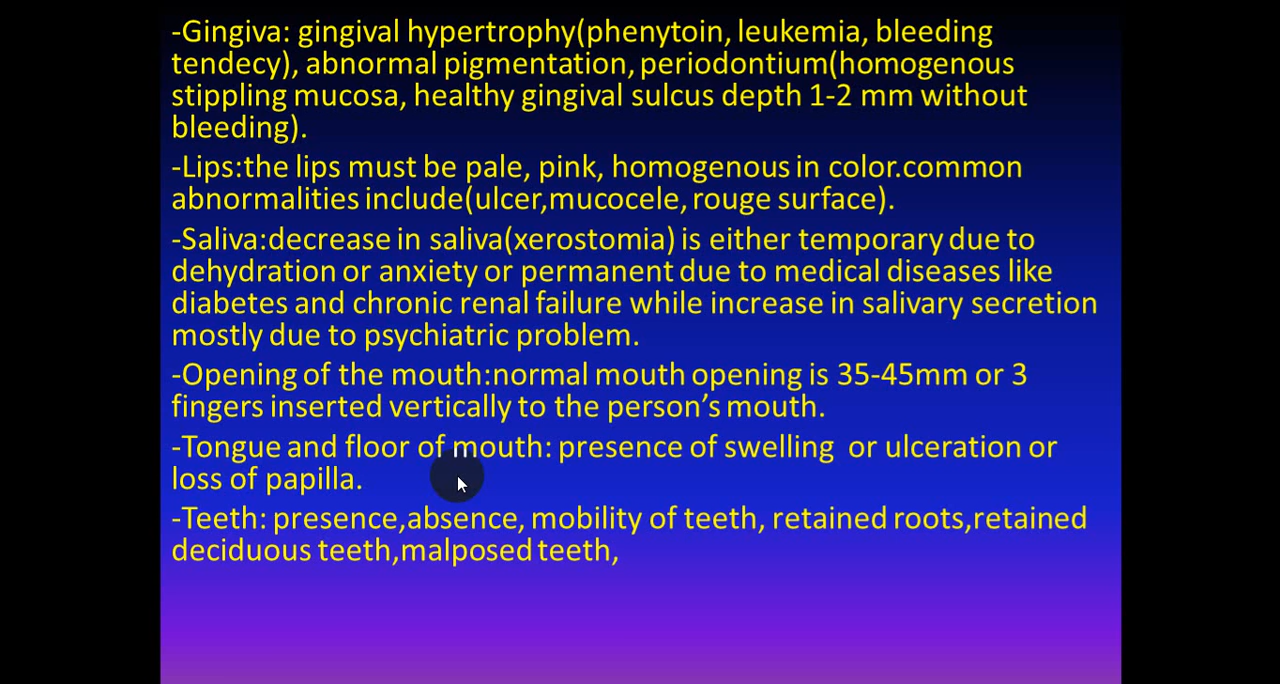 -Gingiva: gingival hypertrophy(phenytoin, leukemia, bleeding
tendecy), abnormal pigmentation, periodontium(homogenous
stippling mucosa, healthy gingival sulcus depth 1-2 mm without
bleeding).
-Lips:the lips must be pale, pink, homogenous in color.common
abnormalities include(ulcer,mucocele, rouge surface).
-Saliva:decrease in saliva(xerostomia) is either temporary due to
dehydration or anxiety or permanent due to medical diseases like
diabetes and chronic renal failure while increase in salivary secretion
mostly due to psychiatric problem.
-Opening of the mouth:normal mouth opening is 35-45mm or 3
fingers inserted vertically to the person’s mouth.
-Tongue and floor of mouth: presence of swelling or ulceration or
loss of papilla.
-Teeth: presence,absence, mobility of teeth, retained roots,retained
deciduous teeth,malposed teeth,